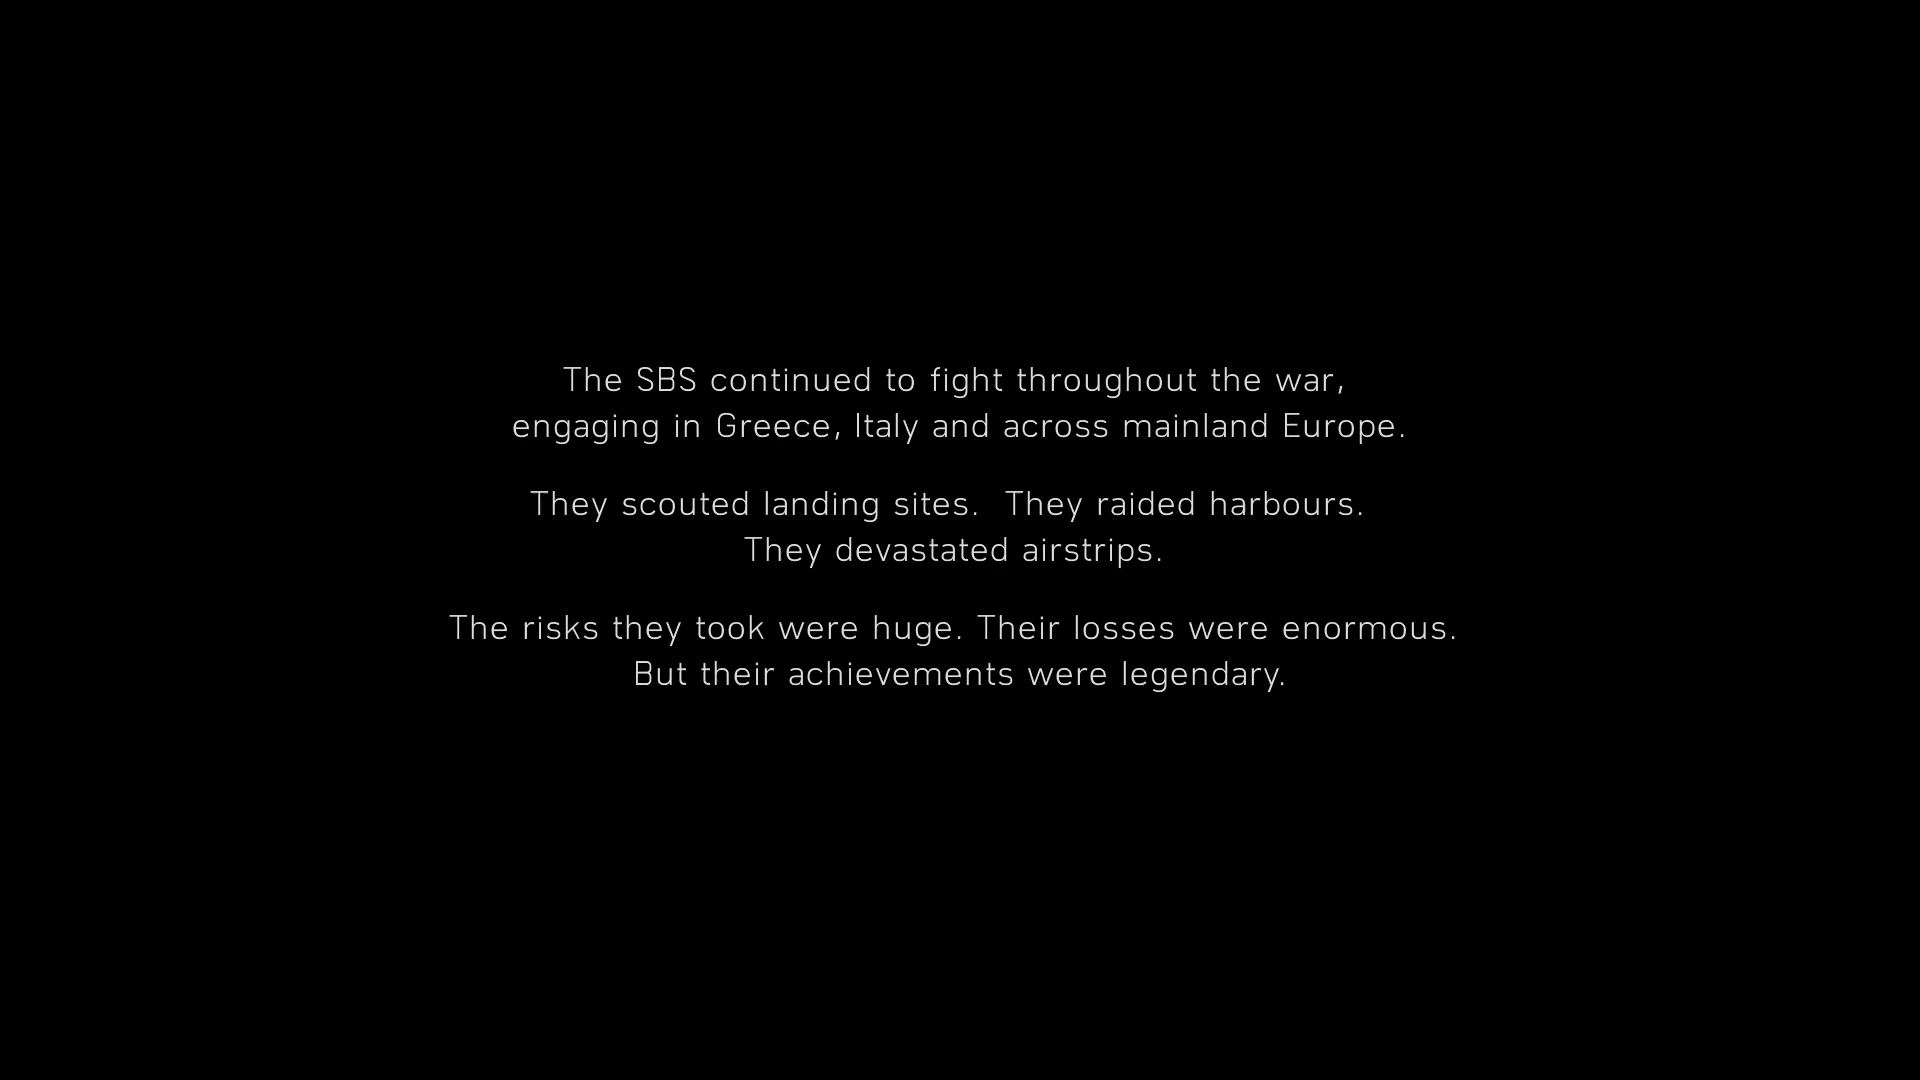 The SBS continued to fight throughout the war,
engaging in Greece, Italy and across mainland Europe.
They scouted landing sites.  They raided harbours.
They devastated airstrips.
The risks they took were huge. Their losses were enormous.
But their achievements were legendary.